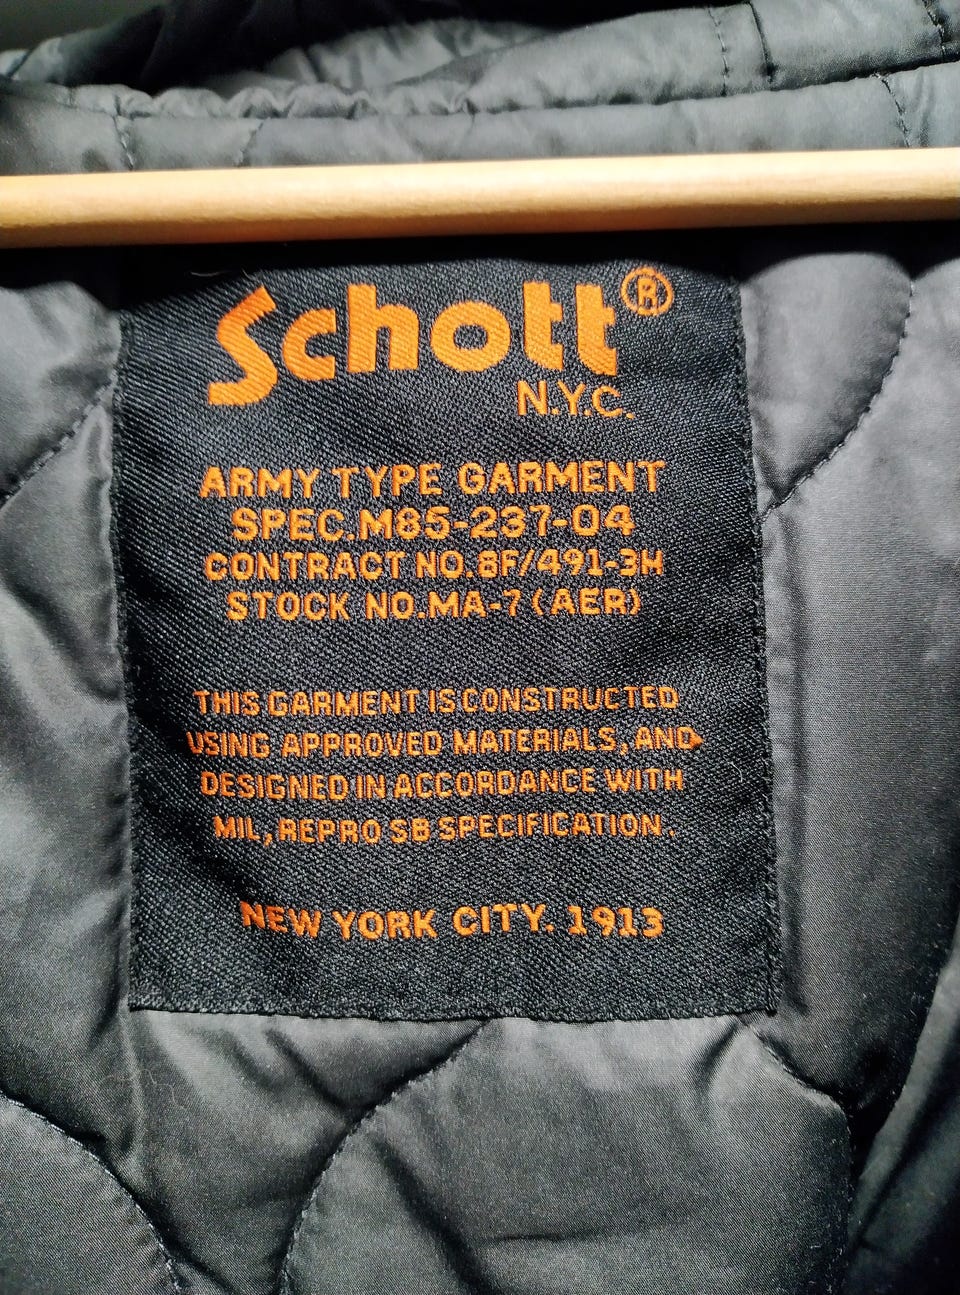 Schott®
N.Y.C.
ARMY TYPE GARMENT
SPEC.M85-237-04
CONTRACT NO.8F/491-3H
STOCK NO.MA-7(AER)
THIS GARMENT IS CONSTRUCTED
USING APPROVED MATERIALS, AND
DESIGNED IN ACCORDANCE WITH
MIL, REPRO SB SPECIFICATION.
NEW YORK CITY. 1913